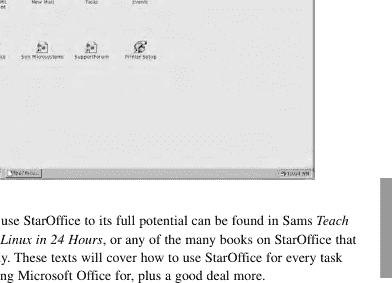 New Mail Tasks Events
Sun Microsystems SupportForum Printer Setup
use StarOffice to its full potential can be found in Sams Teach
Linux in 24 Hours, or any of the many books on StarOffice that
y. These texts will cover how to use StarOffice for every task
ng Microsoft Office for, plus a good deal more.